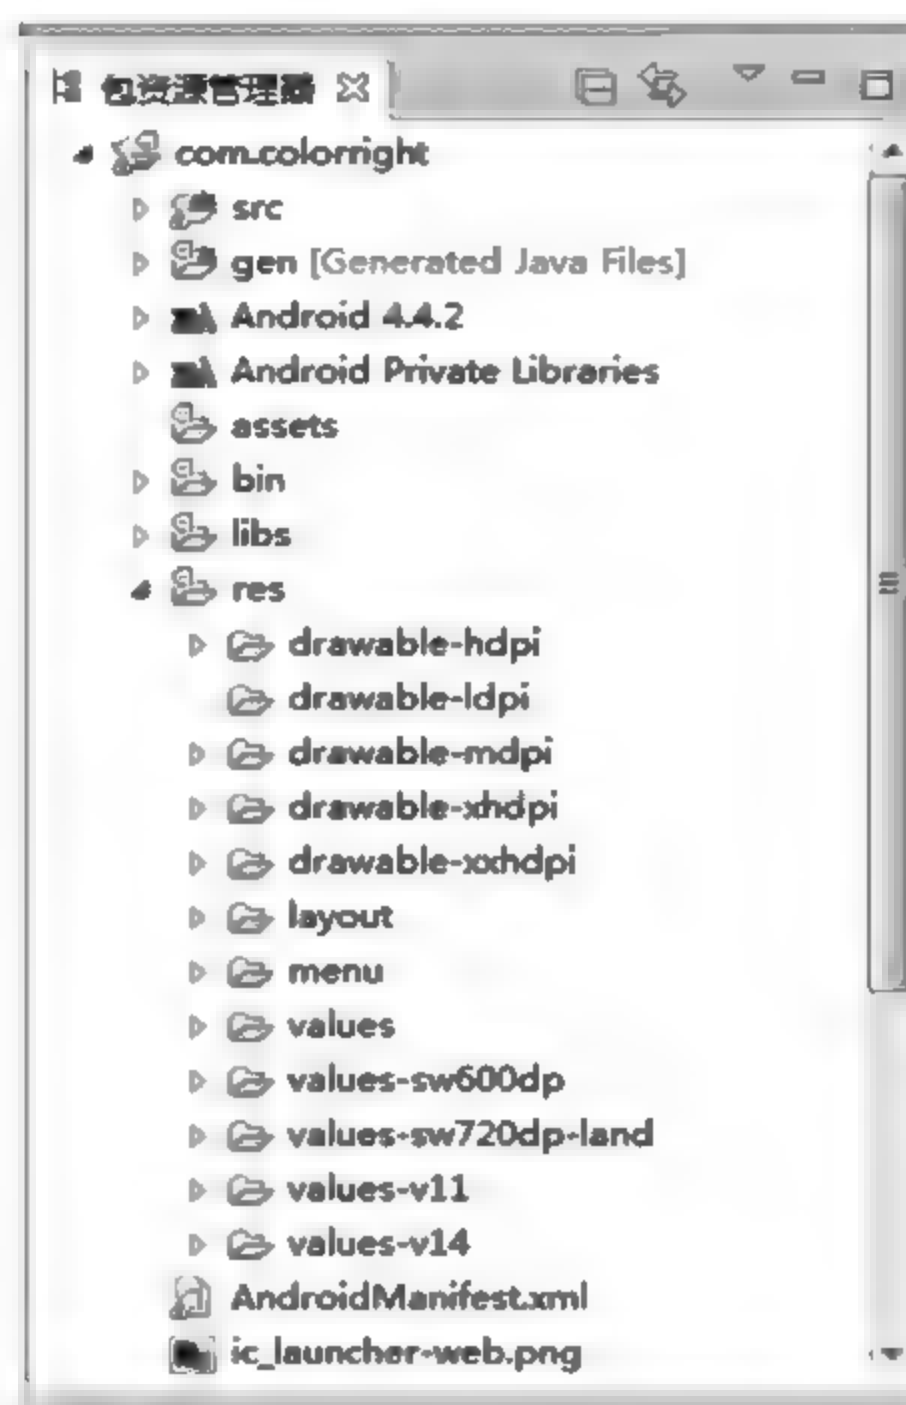 包资源管理器
com.colorright
src
gen [Generated Java Files]
Android 4.4.2
Android Private Libraries
assets
bin
libs
res
drawable-hdpi
drawable-ldpi
drawable-mdpi
drawable-xhdpi
drawable-xxhdpi
layout
menu
values
values-sw600dp
values-sw720dp-land
values-v11
values-v14
AndroidManifest.xml
ic_launcher-web.png